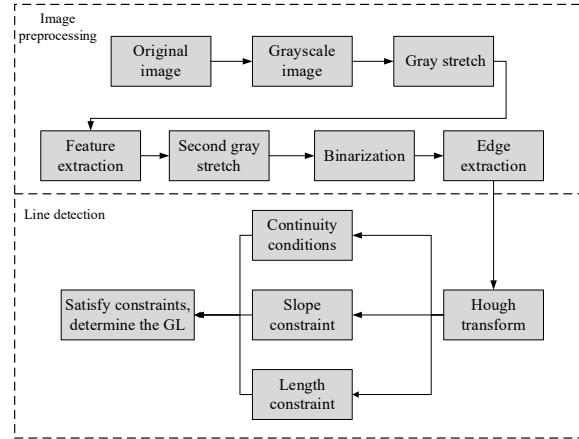 Image
preprocessing
Original
image
Grayscale
image
Gray stretch
Feature
extraction
Second gray
stretch
Binarization
Edge
extraction
Line detection
Continuity
conditions
Satisfy constraints,
determine the GL
Slope
constraint
Hough
transform
Length
constraint